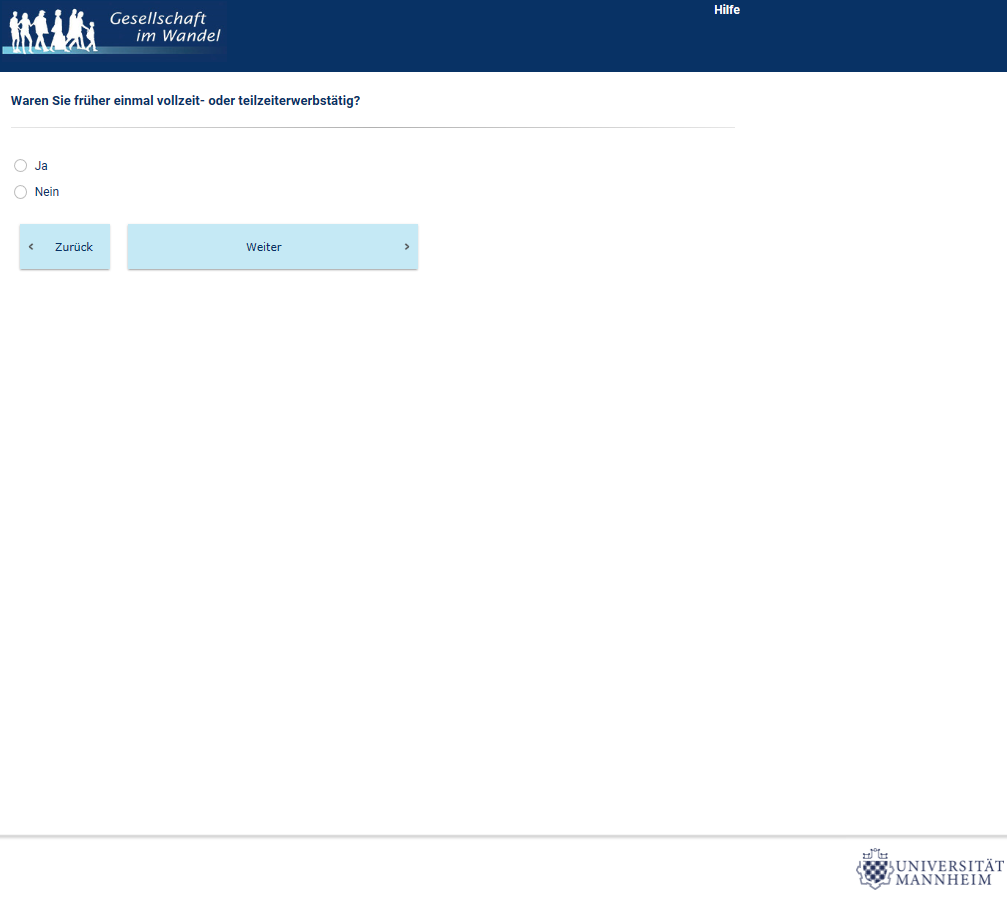 Gesellschaft
im Wandel
Hilfe
Waren Sie früher einmal vollzeit- oder teilzeiterwerbstätig?
Ja
Nein
‹ Zurück
Weiter ›
UNIVERSITÄT
MANNHEIM